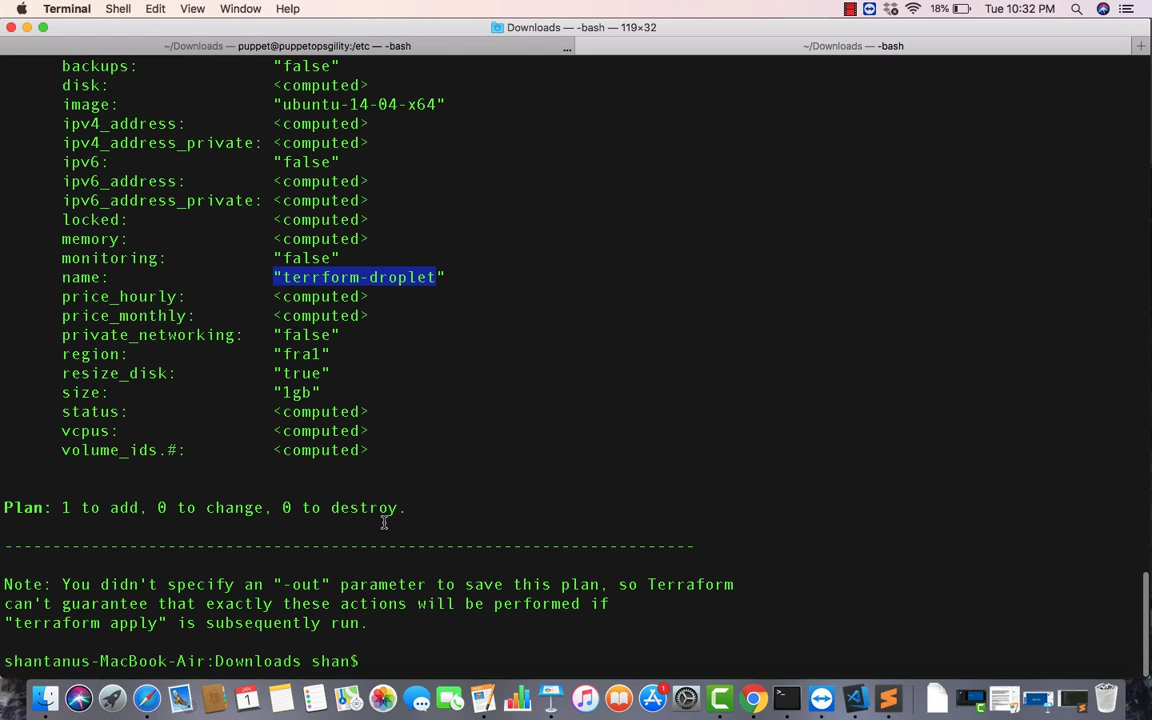 Terminal Shell Edit View Window Help 18% Tue 10:32 PM
Downloads — -bash — 119×32
~/Downloads — puppet@puppetopsgility:/etc — -bash ... ~/Downloads — -bash +
backups: "false"
disk: <computed>
image: "ubuntu-14-04-x64"
ipv4_address: <computed>
ipv4_address_private: <computed>
ipv6: "false"
ipv6_address: <computed>
ipv6_address_private: <computed>
locked: <computed>
memory: <computed>
monitoring: "false"
name: "terrform-droplet"
price_hourly: <computed>
price_monthly: <computed>
private_networking: "false"
region: "fra1"
resize_disk: "true"
size: "1gb"
status: <computed>
vcpus: <computed>
volume_ids.#: <computed>
Plan: 1 to add, 0 to change, 0 to destroy.
------------------------------------------------------------------------
Note: You didn't specify an "-out" parameter to save this plan, so Terraform
can't guarantee that exactly these actions will be performed if
"terraform apply" is subsequently run.
shantanus-MacBook-Air:Downloads shan$